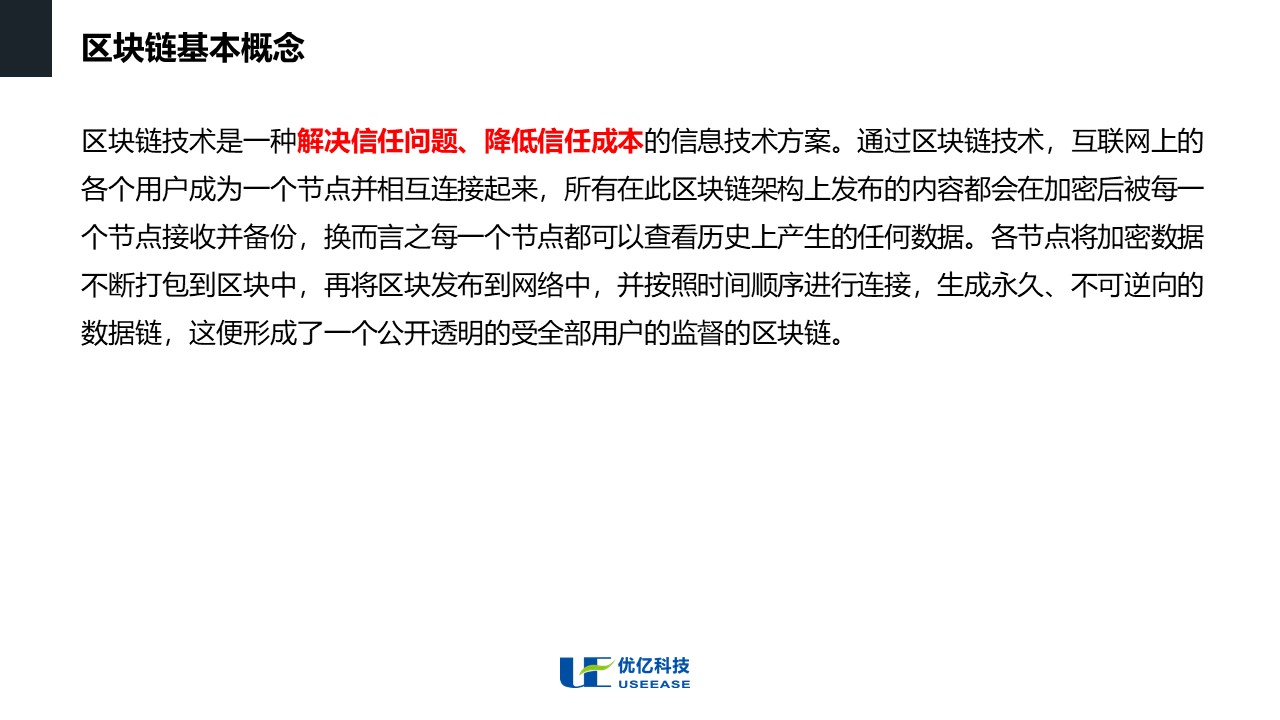 区块链基本概念
区块链技术是一种解决信任问题、降低信任成本的信息技术方案。通过区块链技术，互联网上的
各个用户成为一个节点并相互连接起来，所有在此区块链架构上发布的内容都会在加密后被每一
个节点接收并备份，换而言之每一个节点都可以查看历史上产生的任何数据。各节点将加密数据
不断打包到区块中，再将区块发布到网络中，并按照时间顺序进行连接，生成永久、不可逆向的
数据链，这便形成了一个公开透明的受全部用户的监督的区块链。
UE 优亿科技
USEEASE